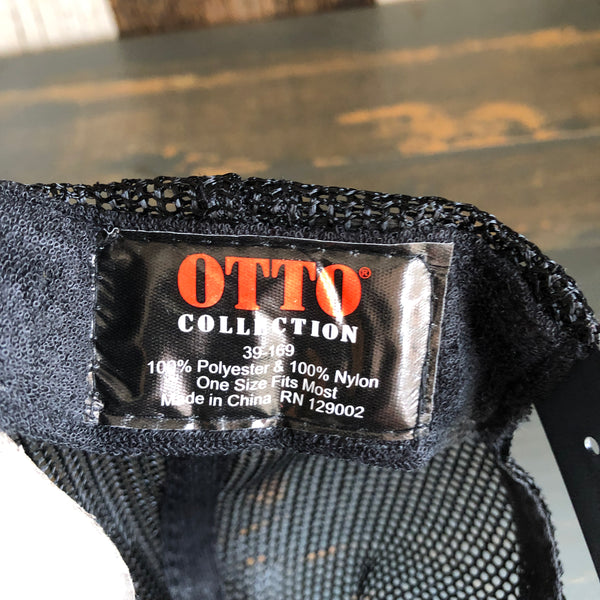 OTTO®
COLLECTION
39-169
100% Polyester & 100% Nylon
One Size Fits Most
Made in China RN 129002